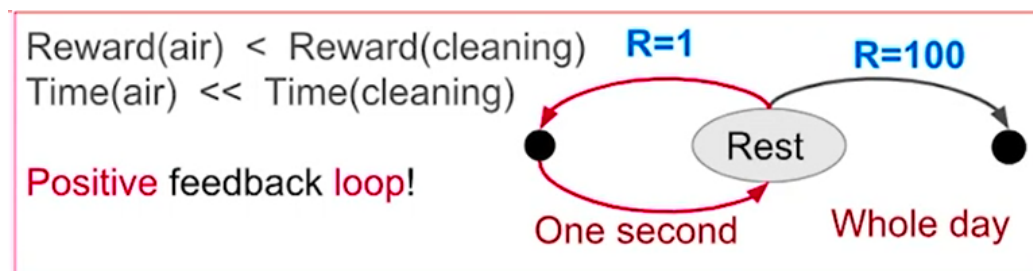 Reward(air) < Reward(cleaning)
Time(air) << Time(cleaning)
Positive feedback loop!
R=1
R=100
Rest
One second
Whole day